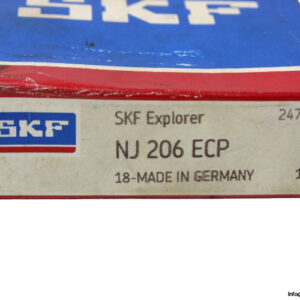 SKF
SKF
SKF Explorer
247
NJ 206 ECP
18-MADE IN GERMANY
1